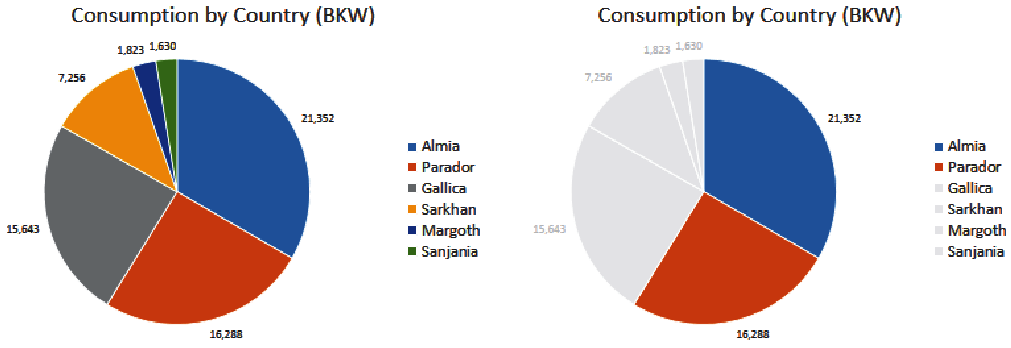 Consumption by Country (BKW)
1,823
1,630
7,256
21,352
15,643
16,288
Almia
Parador
Gallica
Sarkhan
Margoth
Sanjania
Consumption by Country (BKW)
1,823
1,630
7,256
21,352
15,643
16,288
Almia
Parador
Gallica
Sarkhan
Margoth
Sanjania